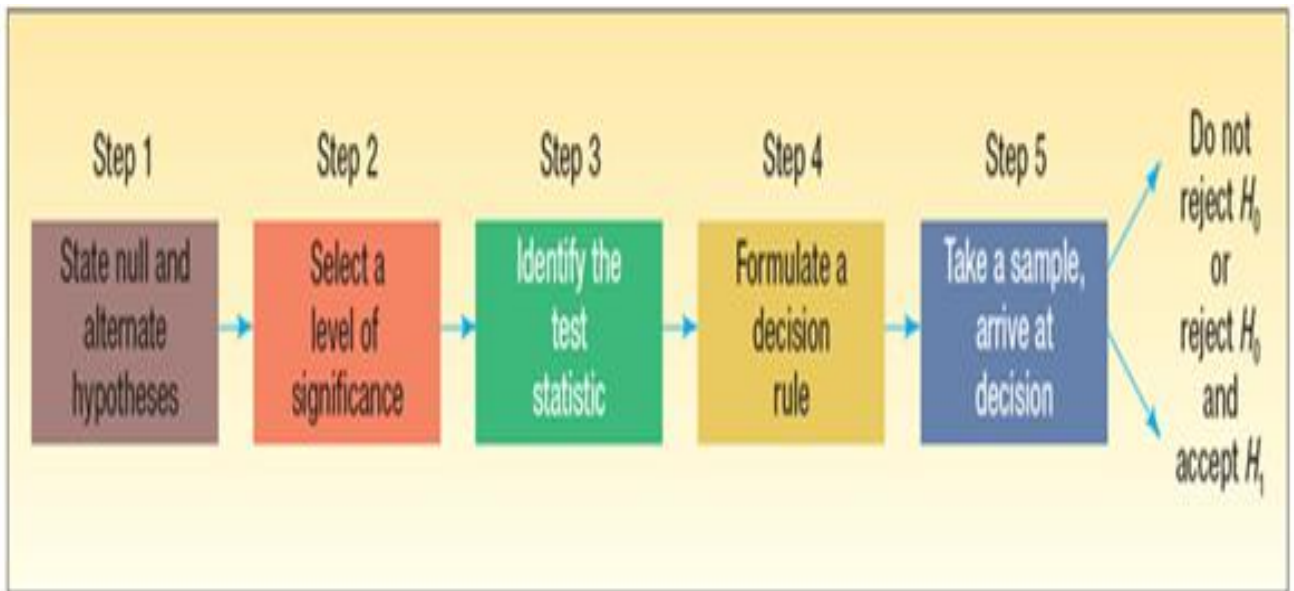 Step 1
State null and
alternate
hypotheses
Step 2
Select a
level of
significance
Step 3
Identify the
test
statistic
Step 4
Formulate a
decision
rule
Step 5
Take a sample,
arrive at
decision
Do not
reject H₀
or
reject H₀
and
accept H₁